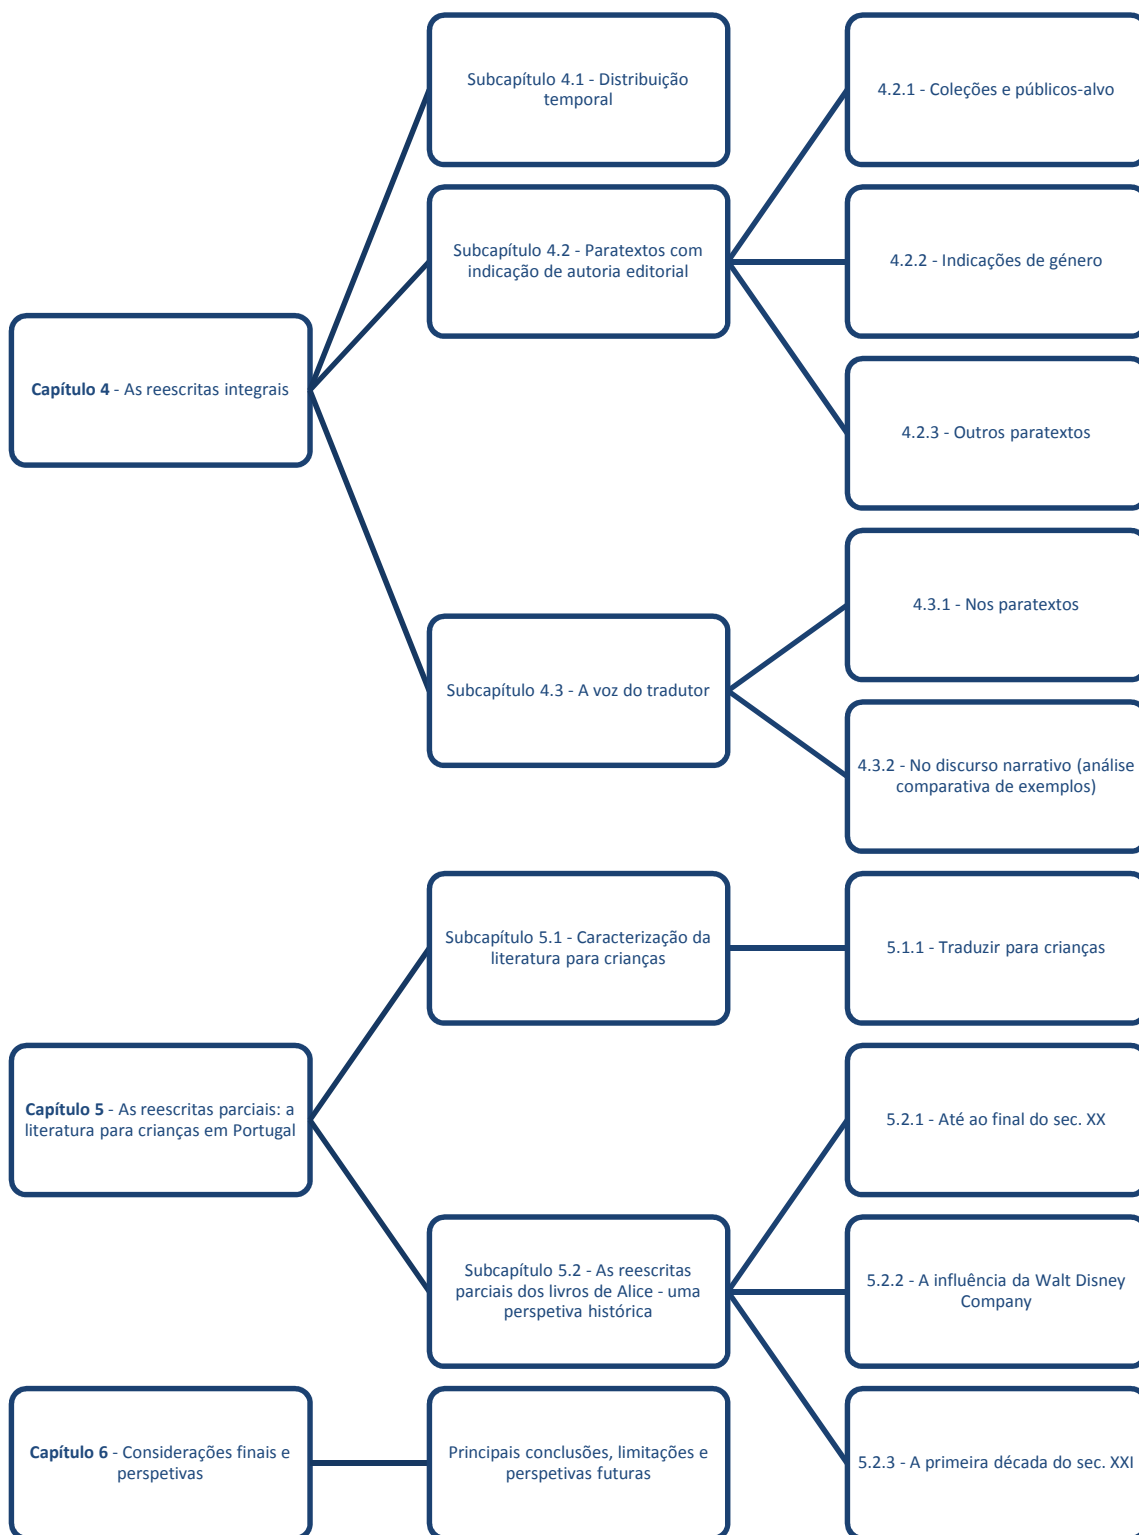 Capítulo 4 - As reescritas integrais
Subcapítulo 4.1 - Distribuição
temporal
Subcapítulo 4.2 - Paratextos com
indicação de autoria editorial
4.2.1 - Coleções e públicos-alvo
4.2.2 - Indicações de género
4.2.3 - Outros paratextos
Subcapítulo 4.3 - A voz do tradutor
4.3.1 - Nos paratextos
4.3.2 - No discurso narrativo (análise
comparativa de exemplos)
Capítulo 5 - As reescritas parciais: a
literatura para crianças em Portugal
Subcapítulo 5.1 - Caracterização da
literatura para crianças
5.1.1 - Traduzir para crianças
Subcapítulo 5.2 - As reescritas
parciais dos livros de Alice - uma
perspetiva histórica
5.2.1 - Até ao final do sec. XX
5.2.2 - A influência da Walt Disney
Company
5.2.3 - A primeira década do sec. XXI
Capítulo 6 - Considerações finais e
perspetivas
Principais conclusões, limitações e
perspetivas futuras